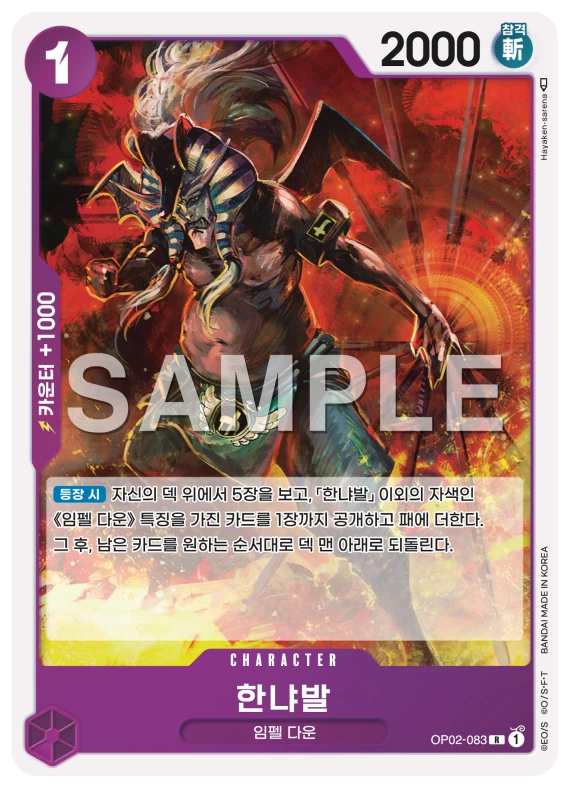 1
2000
참격
斬
Hayaken-sarena
카운터 +1000
SAMPLE
등장 시 자신의 덱 위에서 5장을 보고, 「한냐발」 이외의 자색인
《임펠 다운》 특징을 가진 카드를 1장까지 공개하고 패에 더한다.
그 후, 남은 카드를 원하는 순서대로 덱 맨 아래로 되돌린다.
CHARACTER
한냐발
임펠 다운
OP02-083 R 1
©EO/S ©O/S·F·T BANDAI MADE IN KOREA